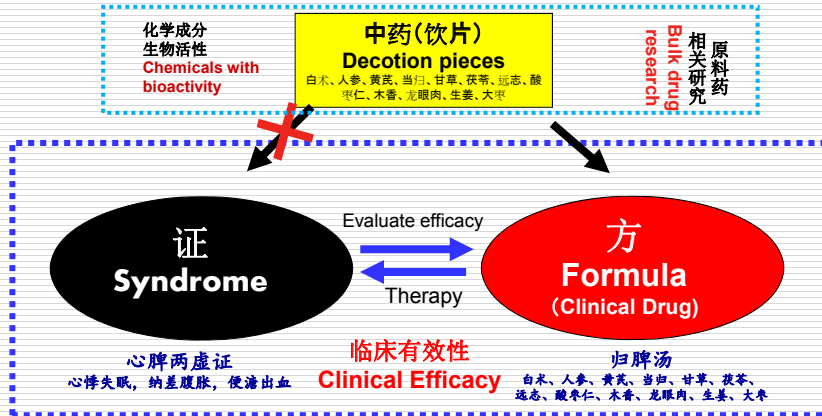 化学成分
生物活性
Chemicals with
bioactivity
中药(饮片)
Decotion pieces
白术、人参、黄芪、当归、甘草、茯苓、远志、酸
枣仁、木香、龙眼肉、生姜、大枣
原料药
相关研究
Bulk drug
research
证
Syndrome
Evaluate efficacy
Therapy
方
Formula
(Clinical Drug)
心脾两虚证
心悸失眠，纳差腹胀，便溏出血
临床有效性
Clinical Efficacy
归脾汤
白术、人参、黄芪、当归、甘草、茯苓、
远志、酸枣仁、木香、龙眼肉、生姜、大枣